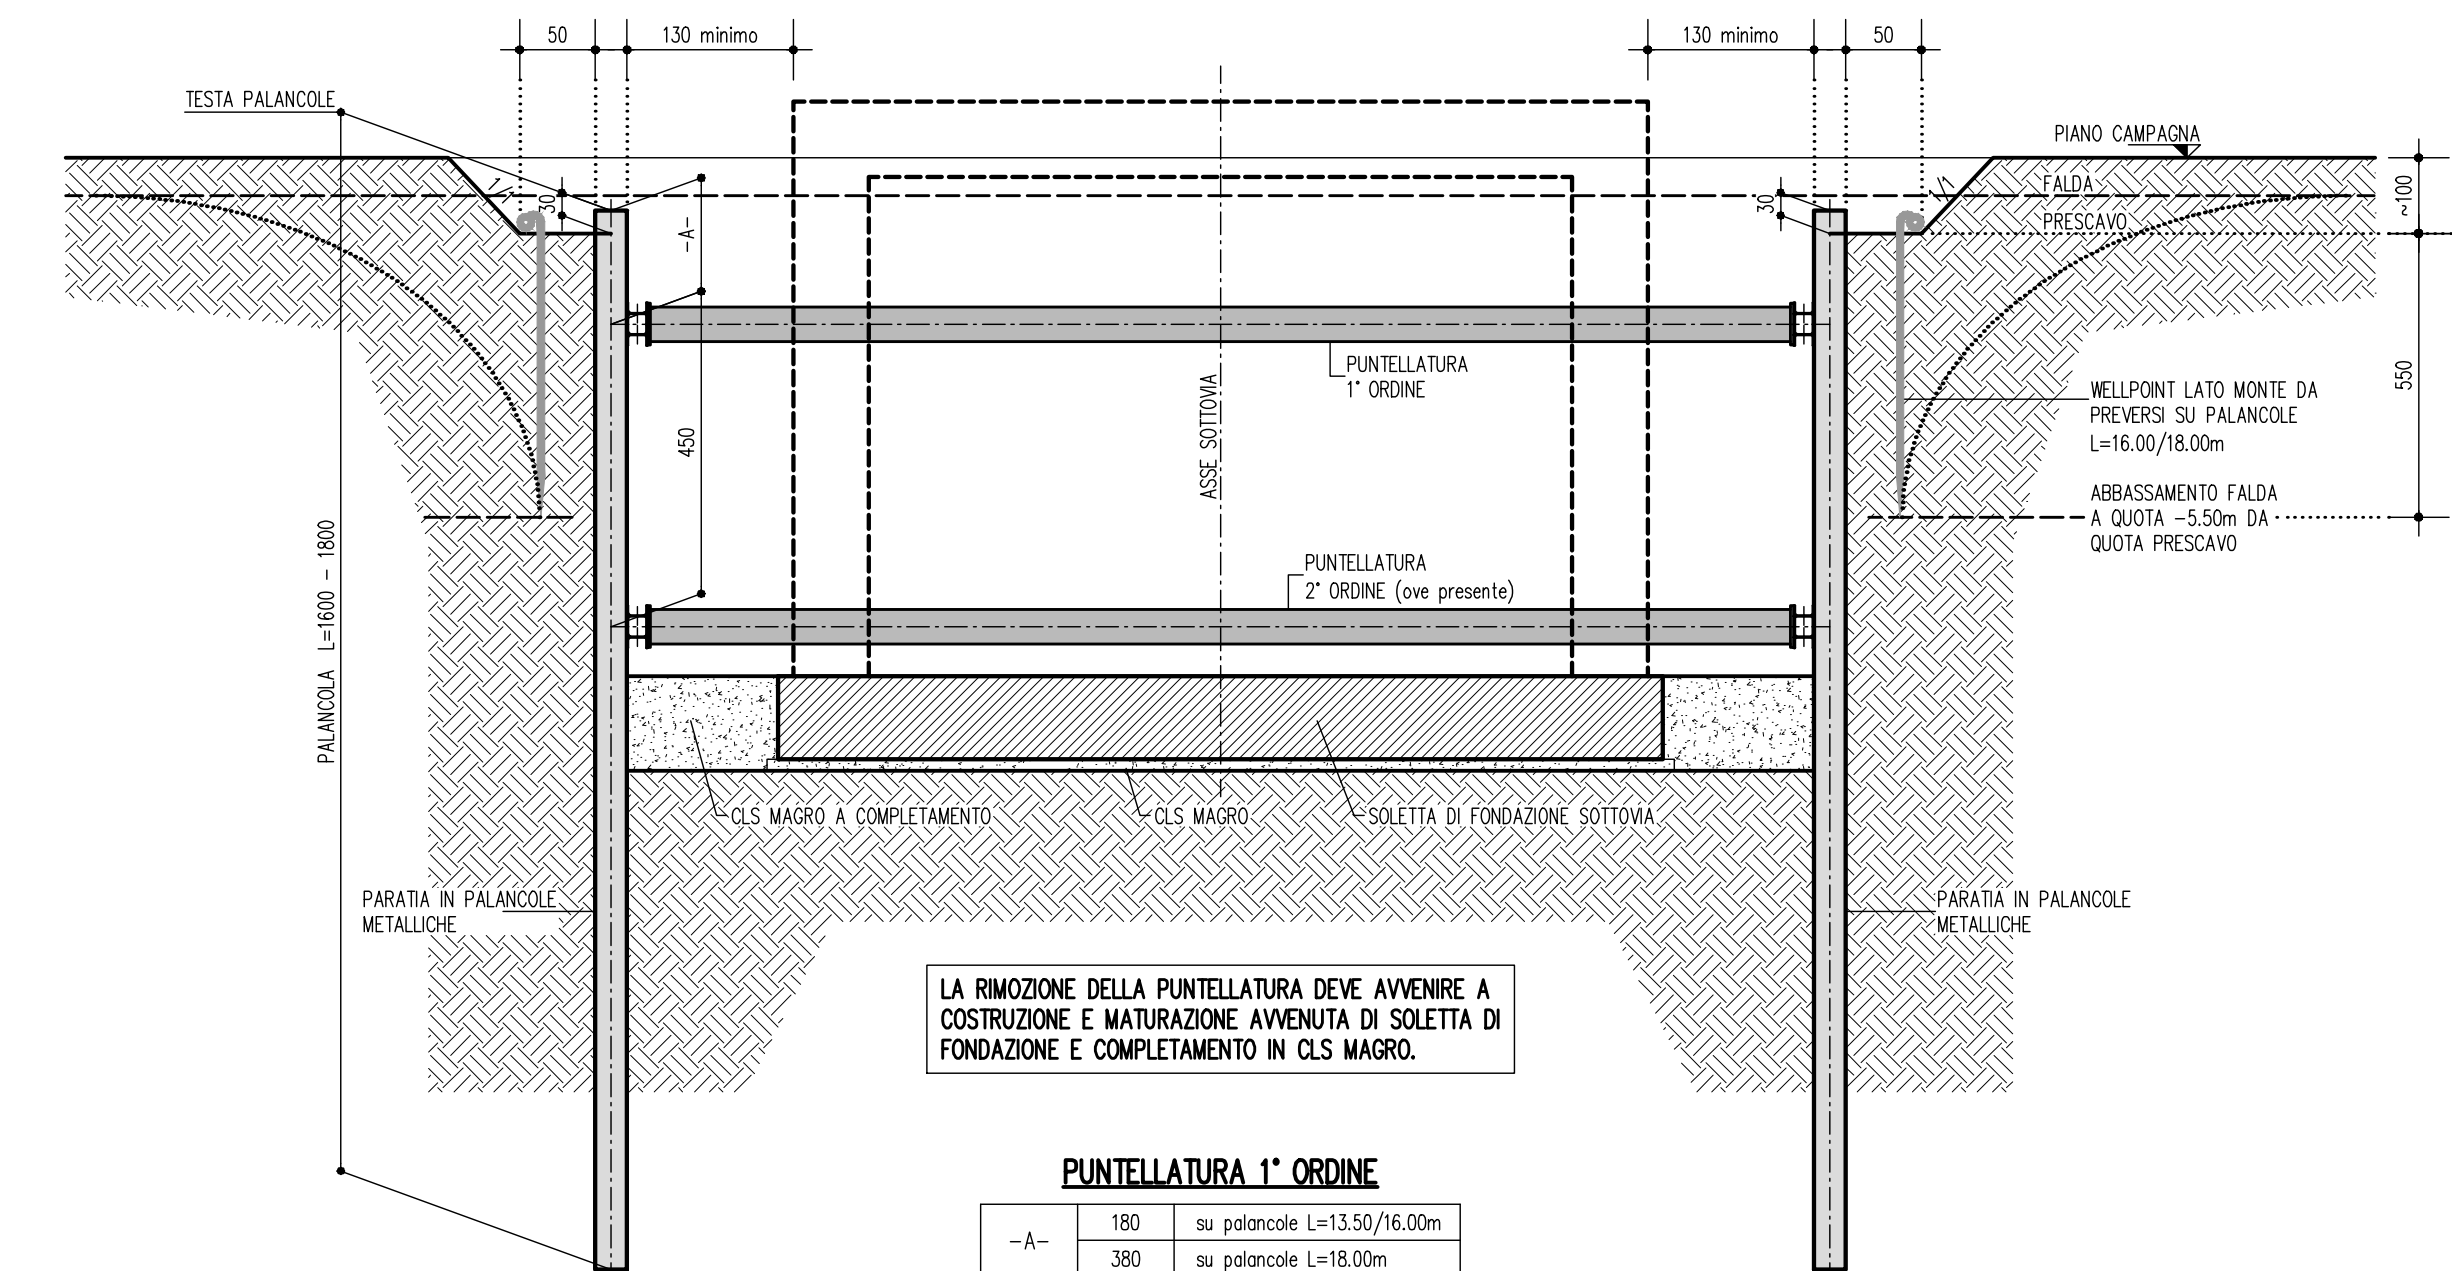 50
130 minimo
130 minimo
50
TESTA PALANCOLE
PIANO CAMPAGNA
1/1
1/1
FALDA
30
30
~100
-A-
PRESCAVO
PUNTELLATURA
1° ORDINE
550
WELLPOINT LATO MONTE DA
PREVERSI SU PALANCOLE
L=16.00/18.00m
ASSE SOTTOVIA
450
ABBASSAMENTO FALDA
A QUOTA -5.50m DA
QUOTA PRESCAVO
PUNTELLATURA
2° ORDINE (ove presente)
PALANCOLA L=1600 - 1800
CLS MAGRO A COMPLETAMENTO
CLS MAGRO
SOLETTA DI FONDAZIONE SOTTOVIA
PARATIA IN PALANCOLE
METALLICHE
PARATIA IN PALANCOLE
METALLICHE
LA RIMOZIONE DELLA PUNTELLATURA DEVE AVVENIRE A
COSTRUZIONE E MATURAZIONE AVVENUTA DI SOLETTA DI
FONDAZIONE E COMPLETAMENTO IN CLS MAGRO.
PUNTELLATURA 1° ORDINE
-A-
180 su palancole L=13.50/16.00m
380 su palancole L=18.00m